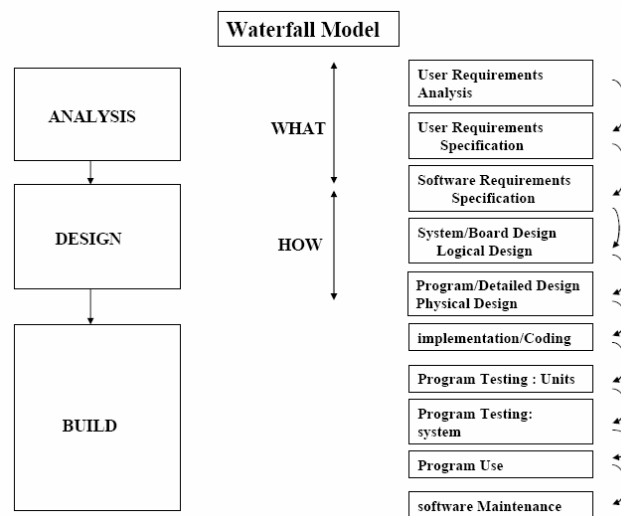 Waterfall Model
ANALYSIS
DESIGN
BUILD
WHAT
HOW
User Requirements
Analysis
User Requirements
Specification
Software Requirements
Specification
System/Board Design
Logical Design
Program/Detailed Design
Physical Design
implementation/Coding
Program Testing : Units
Program Testing:
system
Program Use
software Maintenance